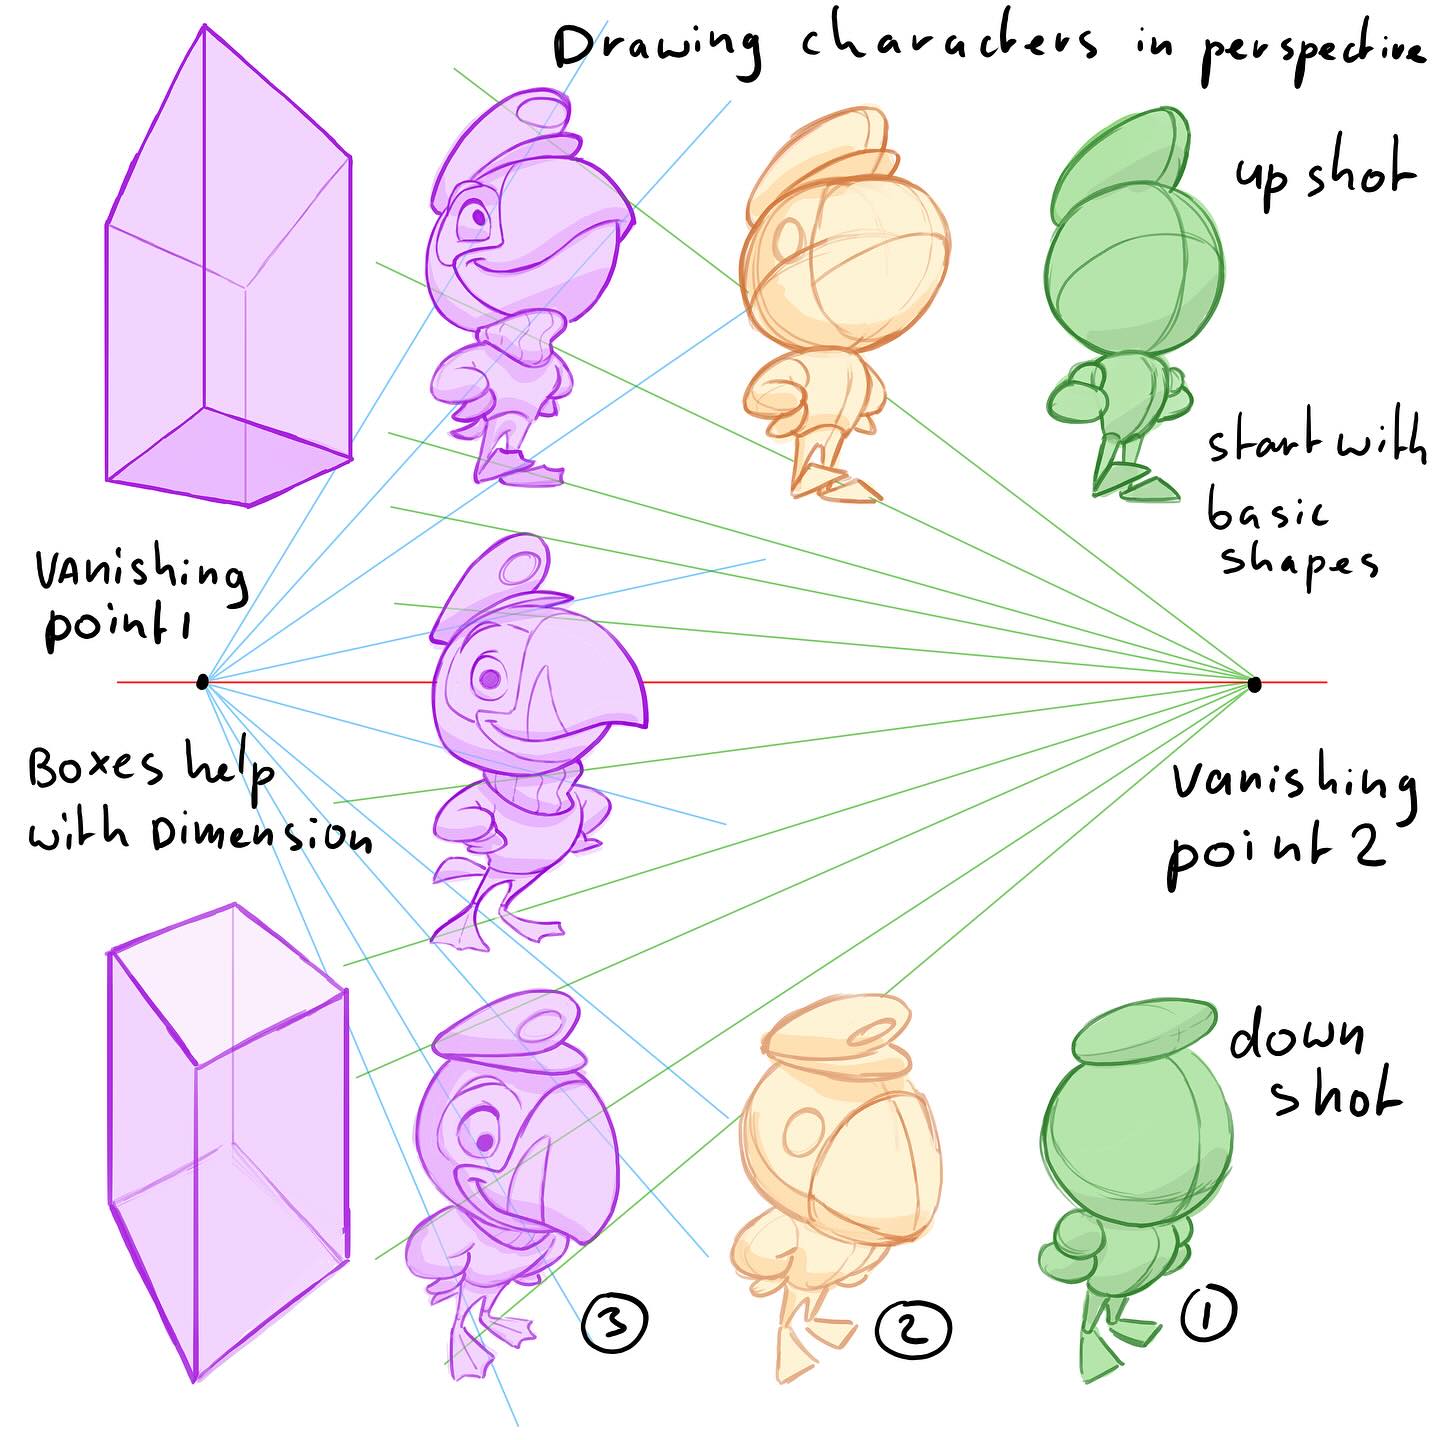 Drawing characters in perspective
up shot
start with
basic
shapes
Vanishing
point 1
Boxes help
with Dimension
Vanishing
point 2
down
shot
3
2
1